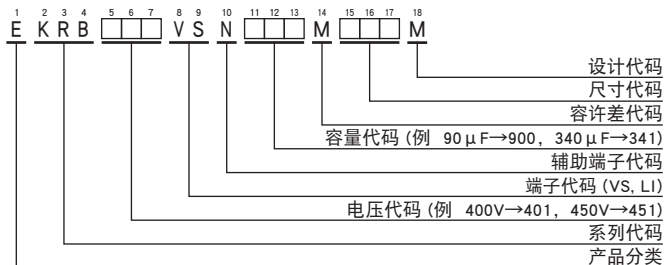 1 2 3 4 5 6 7 8 9 10 11 12 13 14 15 16 17 18
E K R B □□□ V S N □□□ M □□□ M
设计代码
尺寸代码
容许差代码
容量代码 (例 90μF→900, 340μF→341)
辅助端子代码
端子代码 (VS, LI)
电压代码 (例 400V→401, 450V→451)
系列代码
产品分类